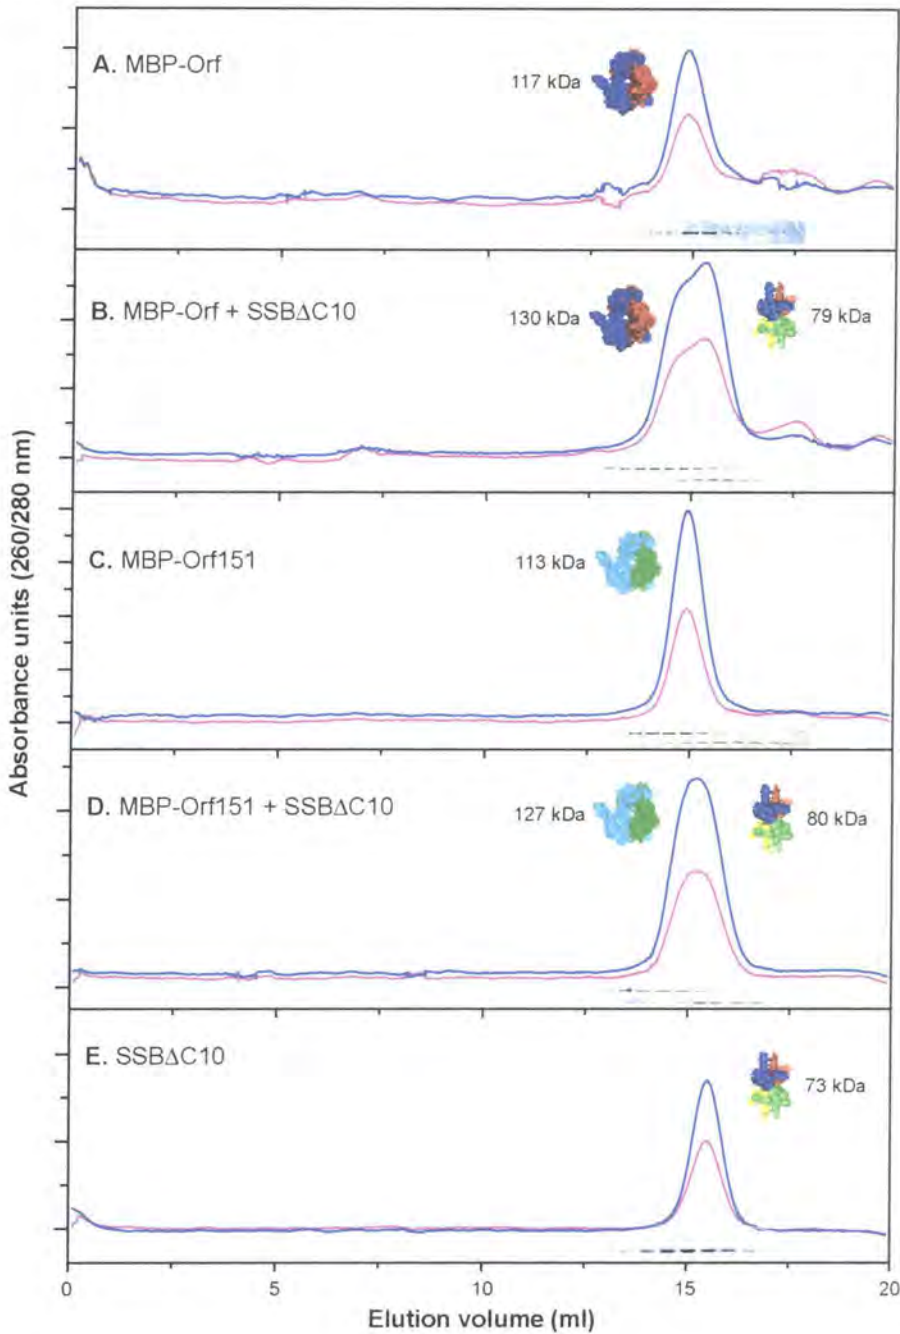 A. MBP-Orf
117 kDa
B. MBP-Orf + SSBΔC10
130 kDa
79 kDa
C. MBP-Orf151
113 kDa
D. MBP-Orf151 + SSBΔC10
127 kDa
80 kDa
E. SSBΔC10
73 kDa
Absorbance units (260/280 nm)
0 5 10 15 20
Elution volume (ml)